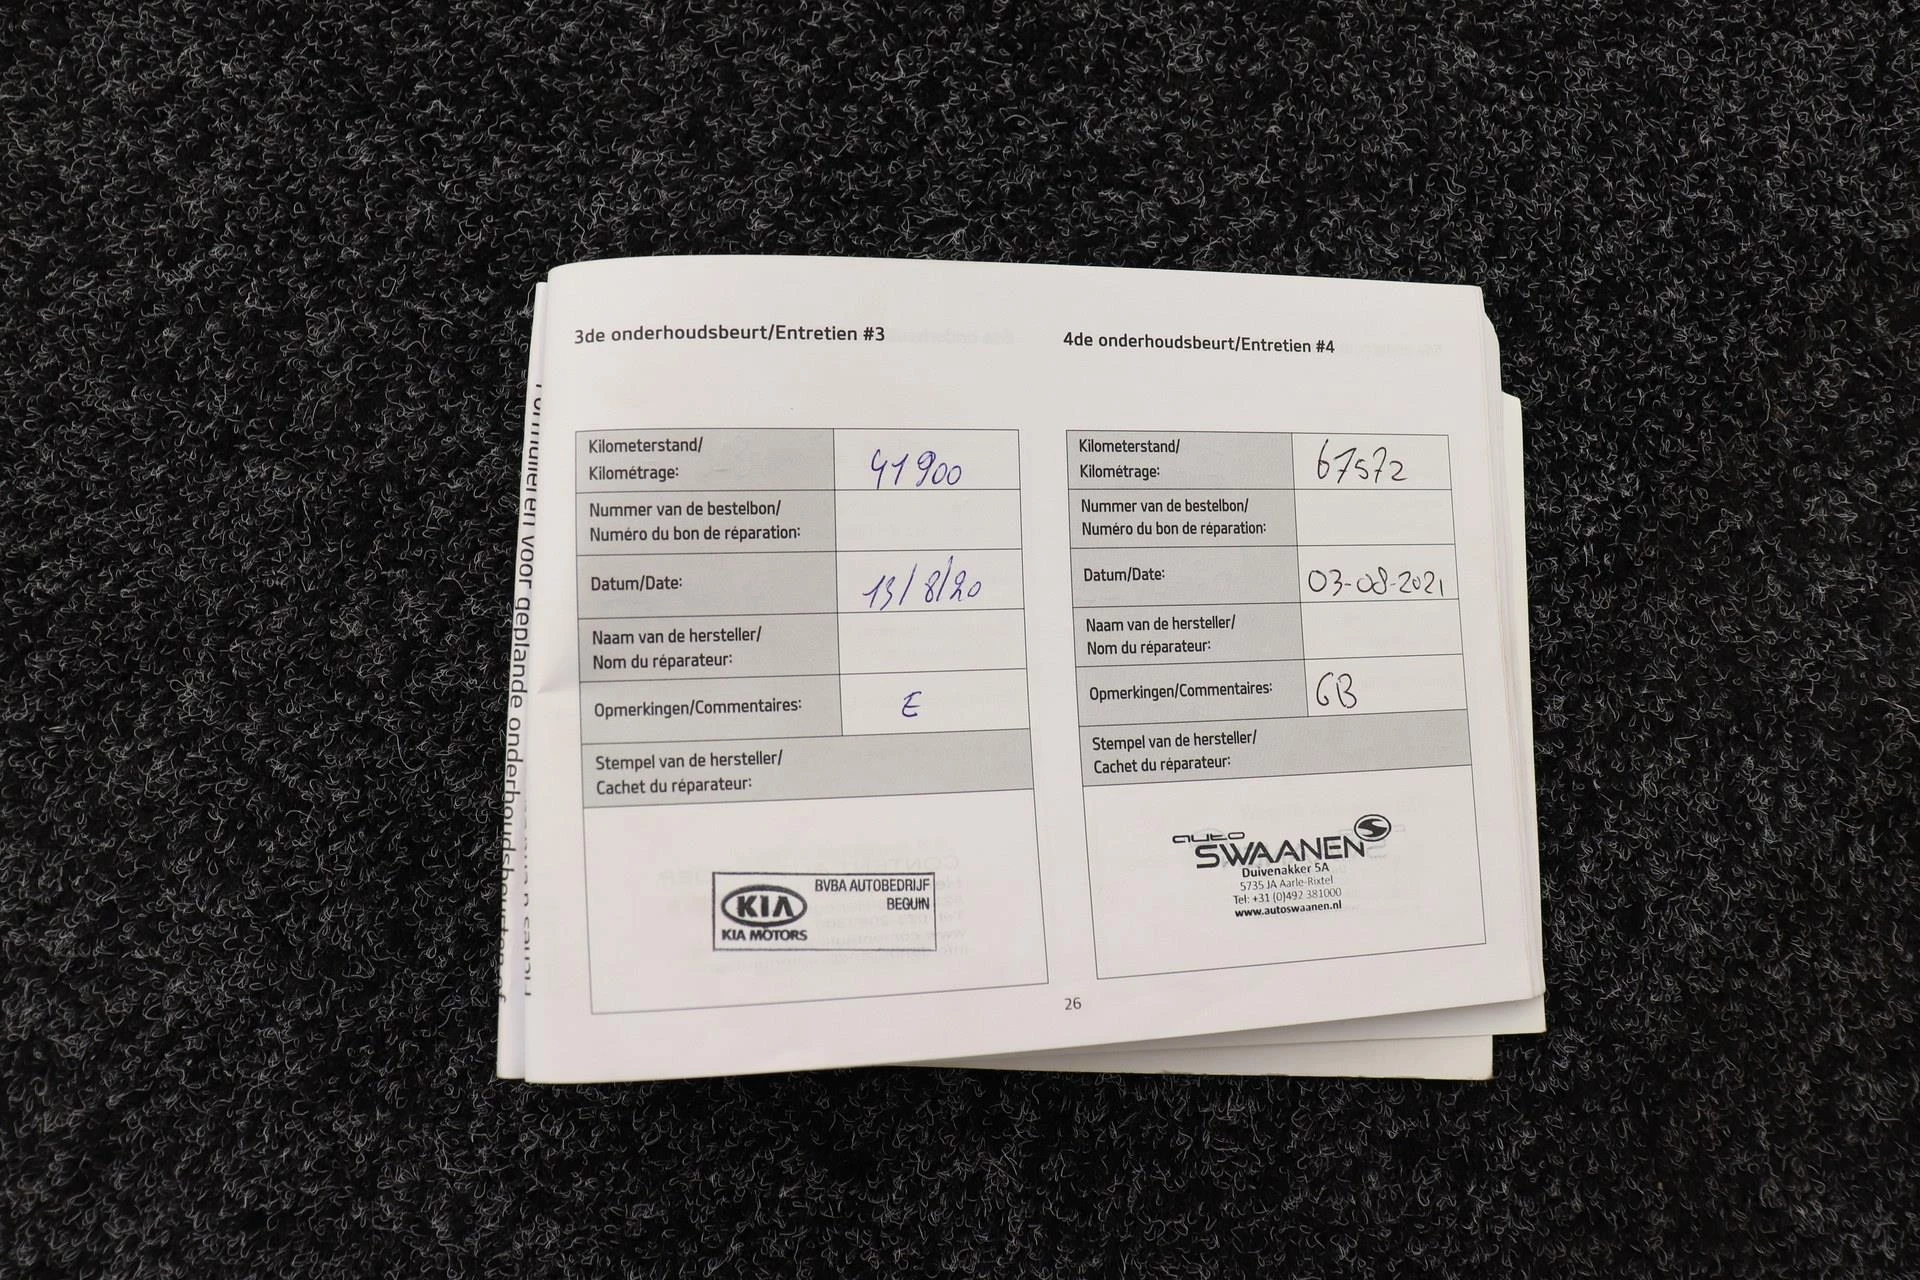 3de onderhoudsbeurt/Entretien #3
Kilometerstand/
Kilométrage:
41 900
Nummer van de bestelbon/
Numéro du bon de réparation:
Datum/Date:
13/8/20
Naam van de hersteller/
Nom du réparateur:
Opmerkingen/Commentaires:
E
Stempel van de hersteller/
Cachet du réparateur:
KIA
KIA MOTORS
BVBA AUTOBEDRIJF
BEGUIN
4de onderhoudsbeurt/Entretien #4
Kilometerstand/
Kilométrage:
67572
Nummer van de bestelbon/
Numéro du bon de réparation:
Datum/Date:
03-08-2021
Naam van de hersteller/
Nom du réparateur:
Opmerkingen/Commentaires:
GB
Stempel van de hersteller/
Cachet du réparateur:
auto
SWAANEN
Duivenakker 5A
5735 JA Aarle-Rixtel
Tel: +31 (0)492 381000
www.autoswaanen.nl
26
voor geplande onderhoudsbeurten of